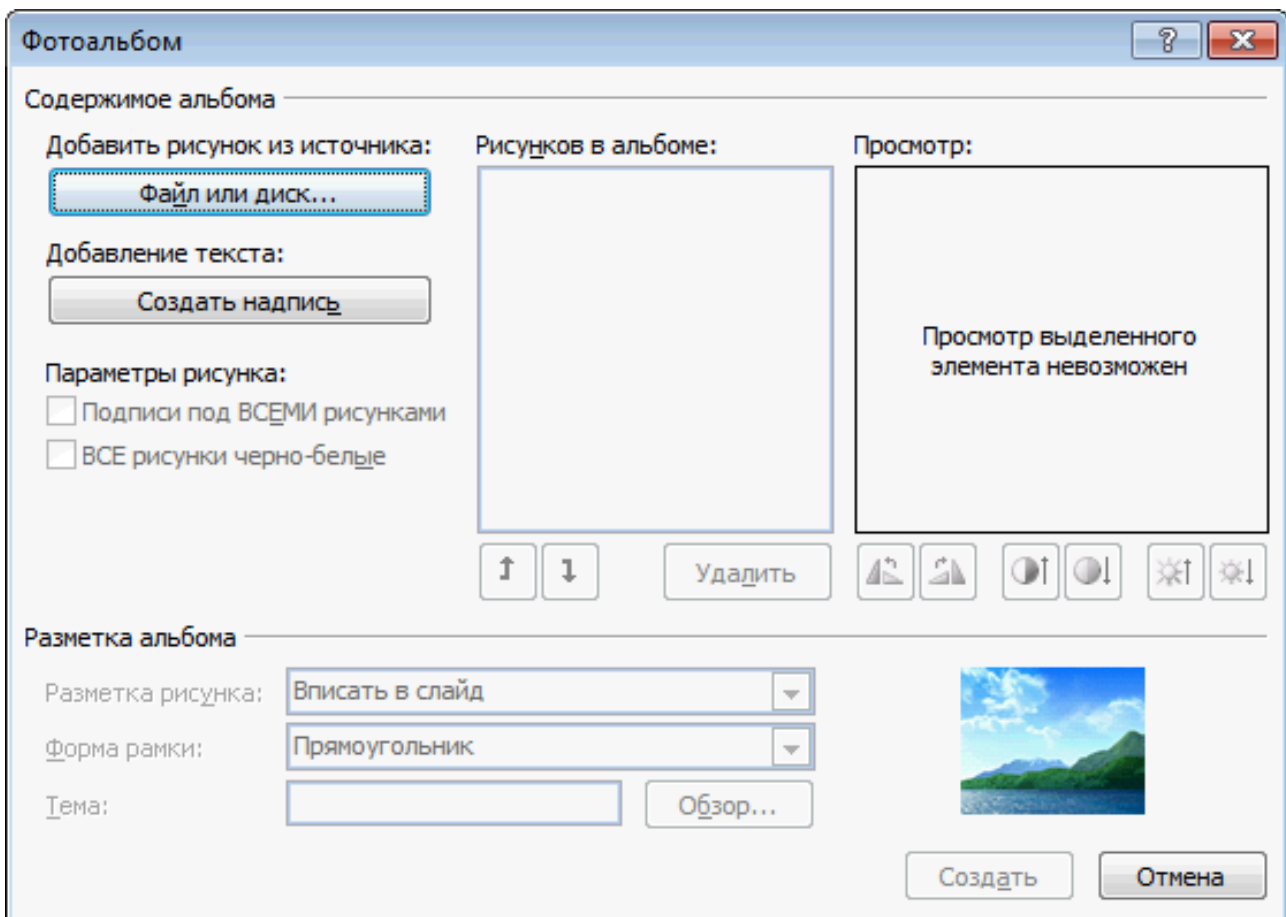 Фотоальбом
Содержимое альбома
Добавить рисунок из источника:
Файл или диск...
Добавление текста:
Создать надпись
Параметры рисунка:
Подписи под ВСЕМИ рисунками
ВСЕ рисунки черно-белые
Рисунков в альбоме:
Удалить
Просмотр:
Просмотр выделенного
элемента невозможен
Разметка альбома
Разметка рисунка:
Вписать в слайд
Форма рамки:
Прямоугольник
Тема:
Обзор...
Создать
Отмена